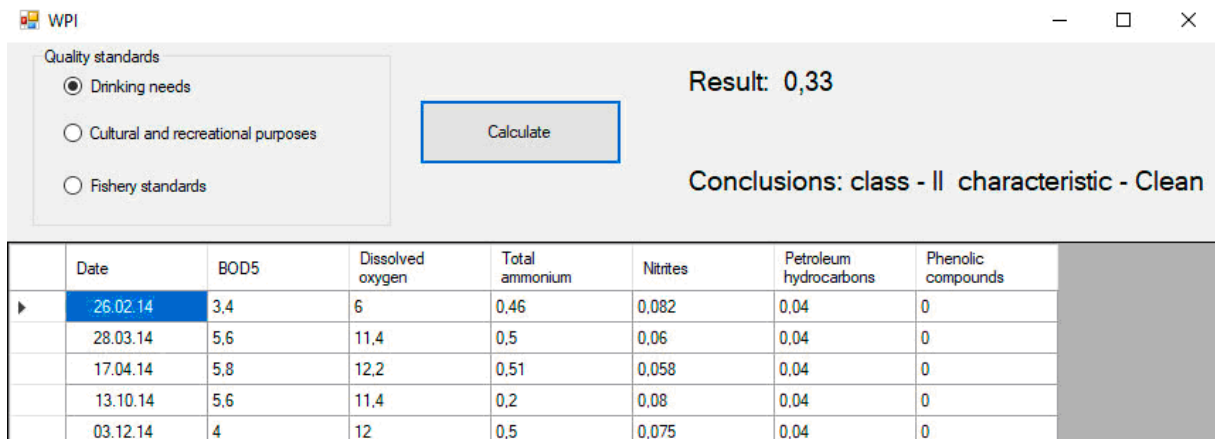 WPI
Quality standards
Drinking needs
Cultural and recreational purposes
Fishery standards
Calculate
Result: 0,33
Conclusions: class - II characteristic - Clean
Date BOD5 Dissolved oxygen Total ammonium Nitrites Petroleum hydrocarbons Phenolic compounds
26.02.14 3,4 6 0,46 0,082 0,04 0
28.03.14 5,6 11,4 0,5 0,06 0,04 0
17.04.14 5,8 12,2 0,51 0,058 0,04 0
13.10.14 5,6 11,4 0,2 0,08 0,04 0
03.12.14 4 12 0,5 0,075 0,04 0